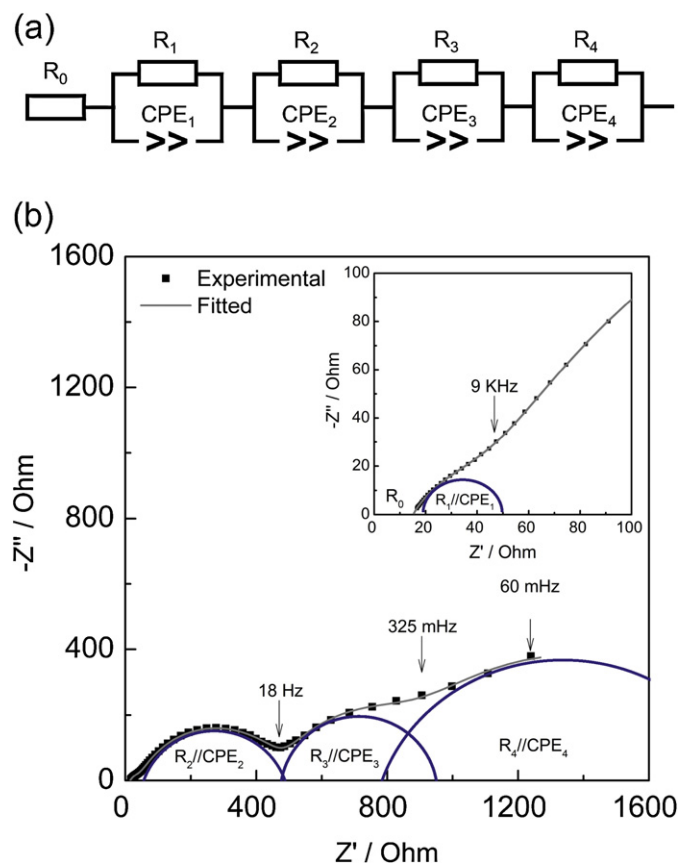 (a)
R0
R1
R2
R3
R4
CPE1
CPE2
CPE3
CPE4
(b)
-Z" / Ohm
1600
1200
800
400
0
Experimental
Fitted
-Z" / Ohm
100
80
60
40
20
0
9 KHz
R0
R1//CPE1
0 20 40 60 80 100
Z' / Ohm
60 mHz
325 mHz
18 Hz
R2//CPE2
R3//CPE3
R4//CPE4
0 400 800 1200 1600
Z' / Ohm